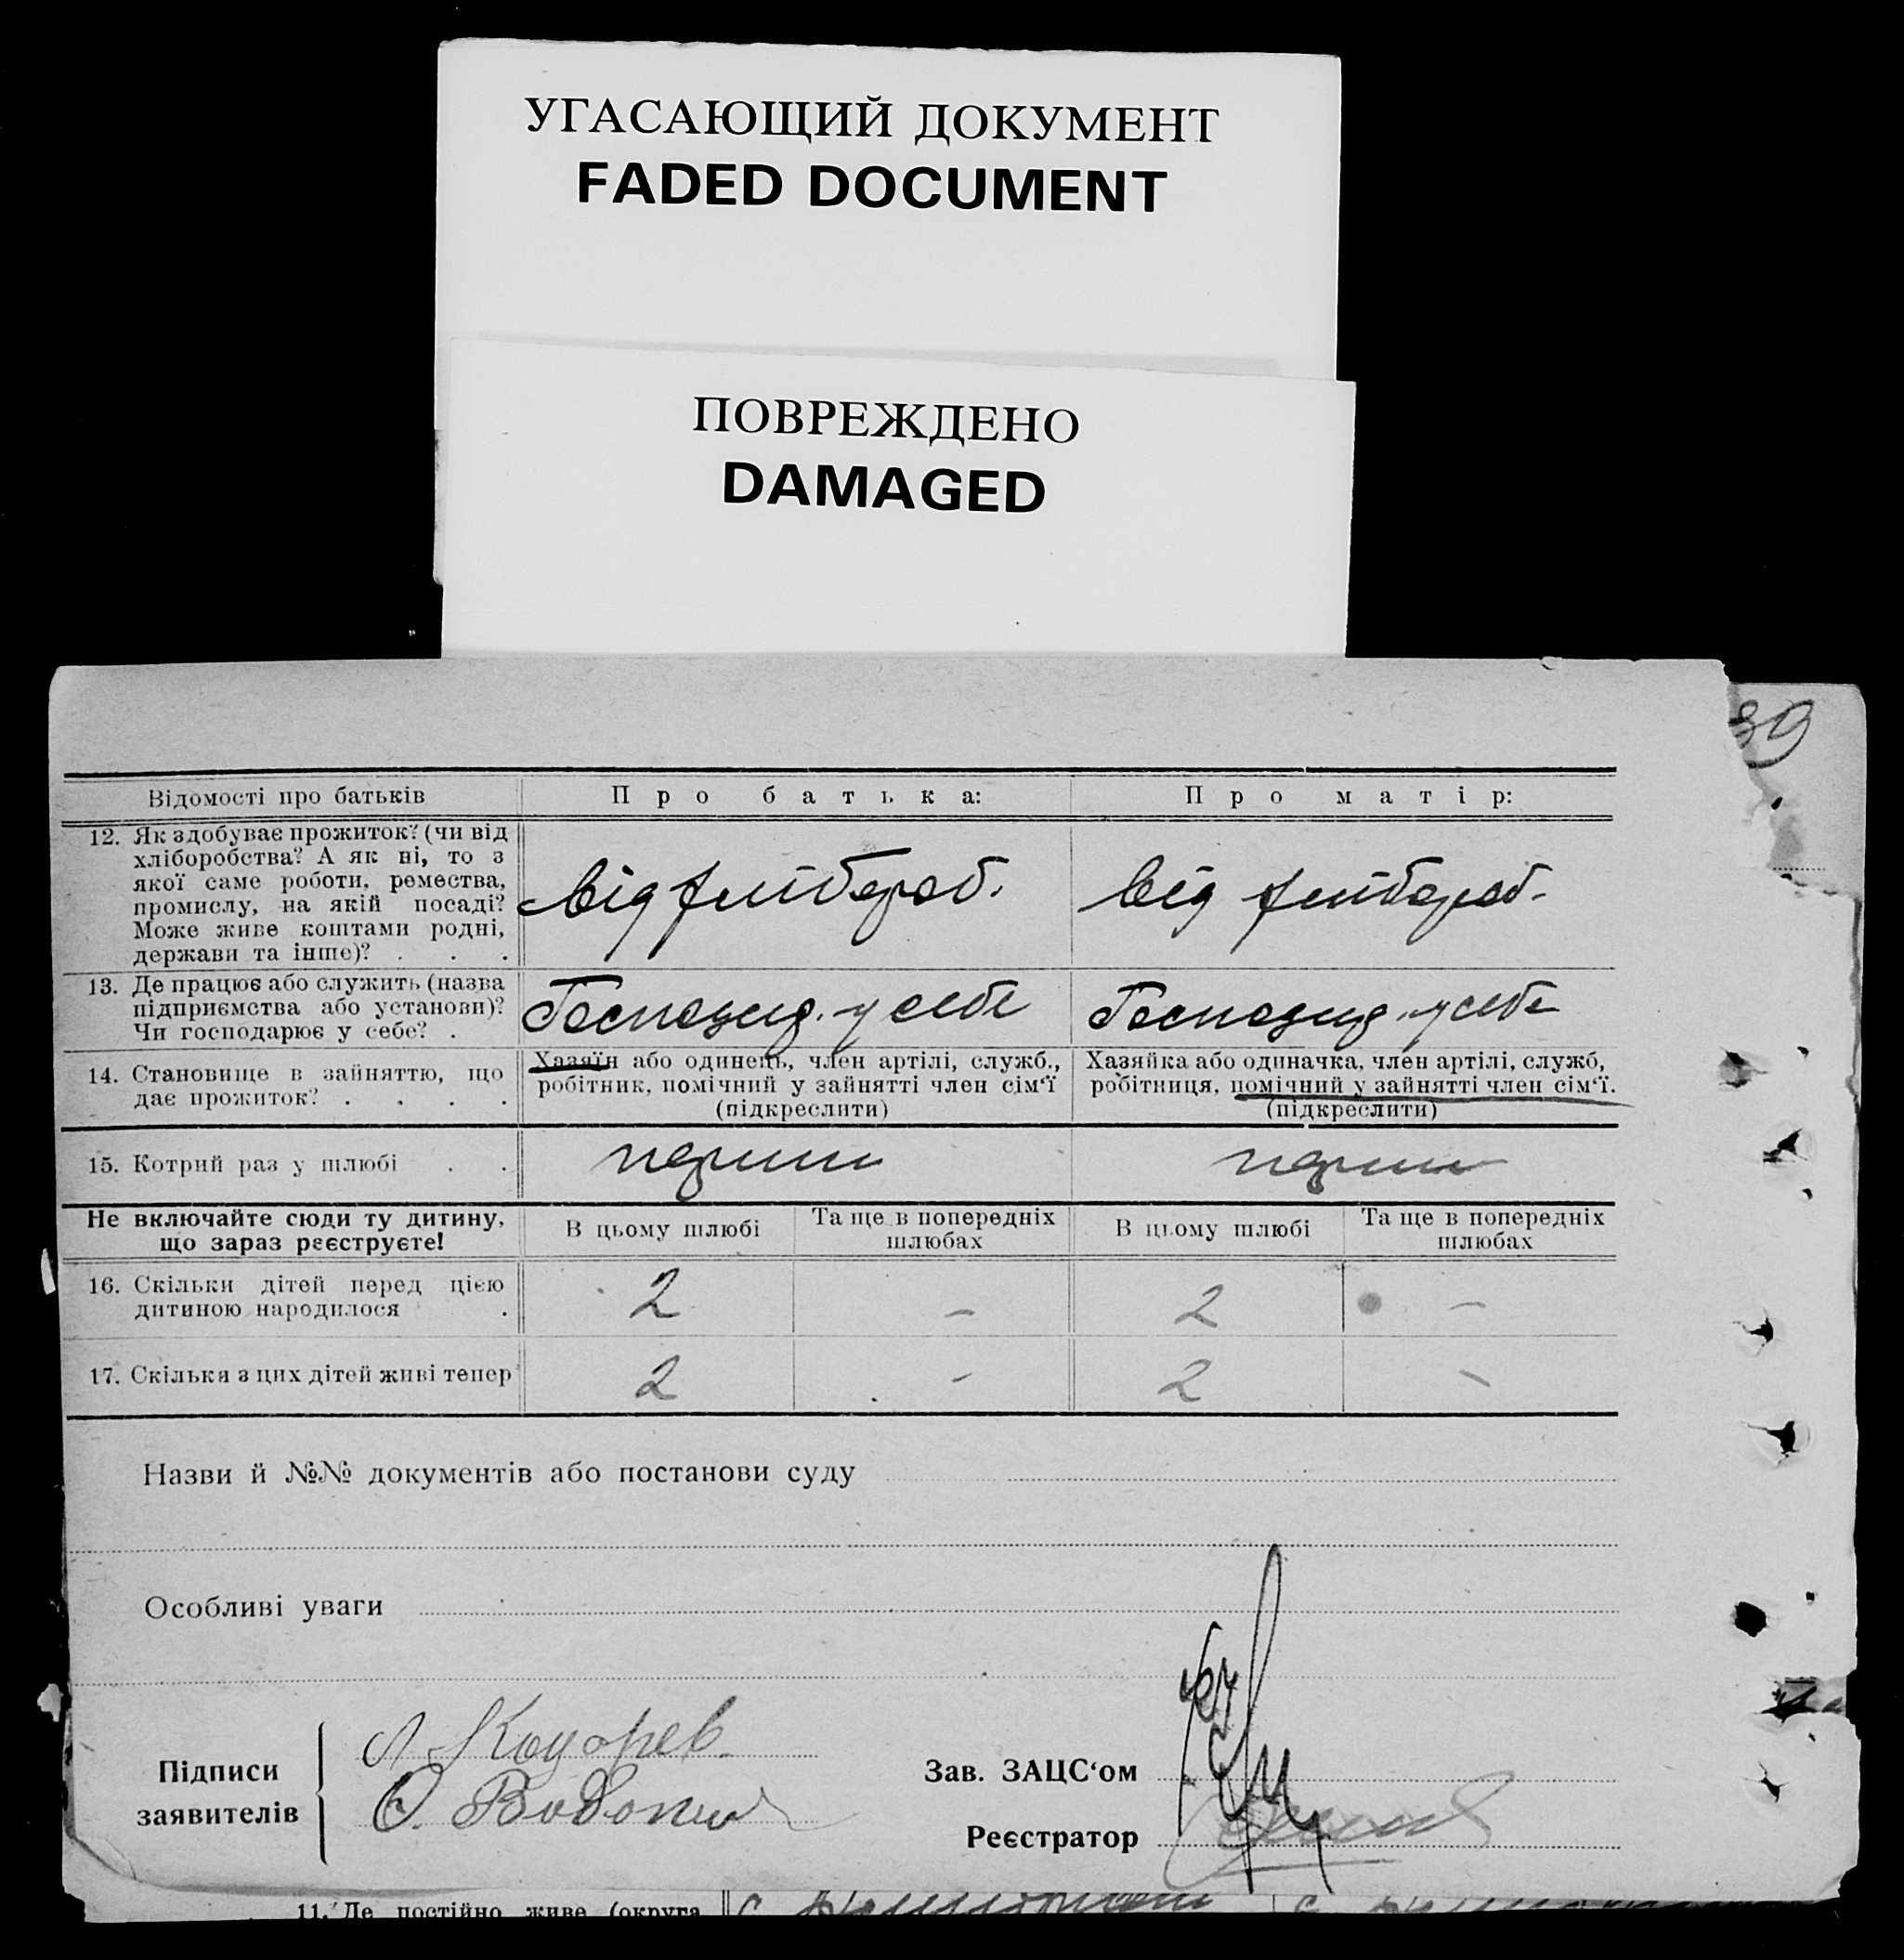 УГАСАЮЩИЙ ДОКУМЕНТ
FADED DOCUMENT
ПОВРЕЖДЕНО
DAMAGED
39
Відомості про батьків Про батька: Про матір:
12. Як здобуває прожиток? (чи від
хліборобства? А як ні, то з
якої саме роботи, ремества,
промислу, на якій посаді?
Може живе коштами родні,
держави та інше)? . . .
від хлібороб. від хлібороб.
13. Де працює або служить (назва
підприємства або установи)?
Чи господарює у себе? .
Господ. у себе Господ. у себе
14. Становище в зайняттю, що
дає прожиток? . . . .
Хазяїн або одинець, член артілі, служб.,
робітник, помічний у зайнятті член сім‘ї
(підкреслити)
Хазяйка або одиначка, член артілі, служб,
робітниця, помічний у зайнятті член сім‘ї.
(підкреслити)
15. Котрий раз у шлюбі . .
Не включайте сюди ту дитину,
що зараз реєструєте!
В цьому шлюбі Та ще в попередніх
шлюбах
В цьому шлюбі Та ще в попередніх
шлюбах
16. Скільки дітей перед цією
дитиною народилося .
2 – 2 –
17. Скільки з цих дітей живі тепер
2 - 2 -
Назви й №№ документів або постанови суду
Особливі уваги
Підписи
заявителів
Зав. ЗАЦС‘ом
Реєстратор
11. Де постійно живе (округа